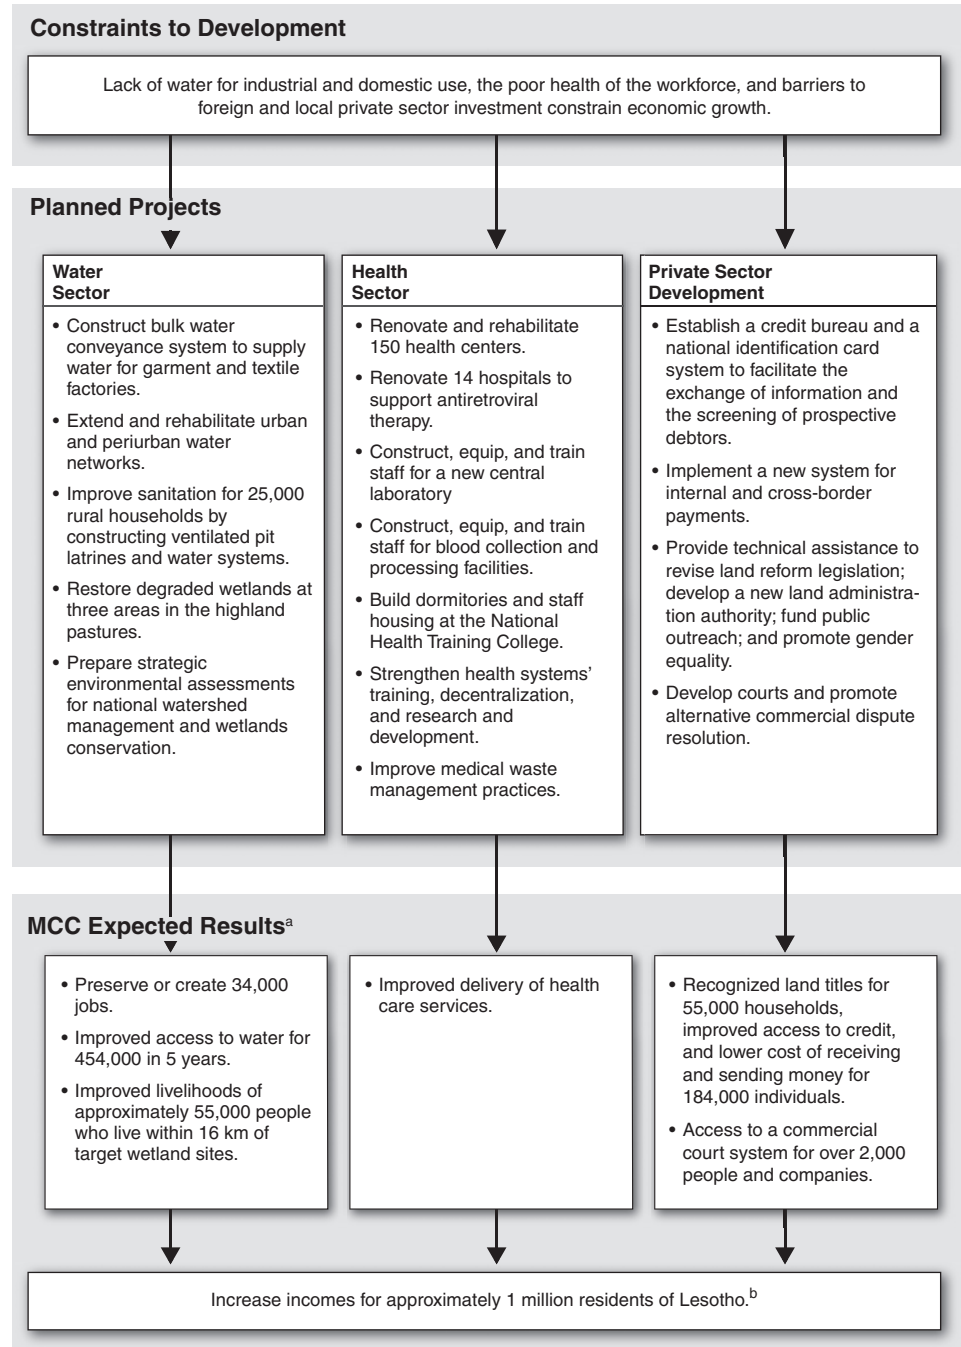 Constraints to Development
Lack of water for industrial and domestic use, the poor health of the workforce, and barriers to
foreign and local private sector investment constrain economic growth.
Planned Projects
Water
Sector
• Construct bulk water
conveyance system to supply
water for garment and textile
factories.
• Extend and rehabilitate urban
and periurban water
networks.
• Improve sanitation for 25,000
rural households by
constructing ventilated pit
latrines and water systems.
• Restore degraded wetlands at
three areas in the highland
pastures.
• Prepare strategic
environmental assessments
for national watershed
management and wetlands
conservation.
Health
Sector
• Renovate and rehabilitate
150 health centers.
• Renovate 14 hospitals to
support antiretroviral
therapy.
• Construct, equip, and train
staff for a new central
laboratory
• Construct, equip, and train
staff for blood collection and
processing facilities.
• Build dormitories and staff
housing at the National
Health Training College.
• Strengthen health systems’
training, decentralization,
and research and
development.
• Improve medical waste
management practices.
Private Sector
Development
• Establish a credit bureau and a
national identification card
system to facilitate the
exchange of information and
the screening of prospective
debtors.
• Implement a new system for
internal and cross-border
payments.
• Provide technical assistance to
revise land reform legislation;
develop a new land administra-
tion authority; fund public
outreach; and promote gender
equality.
• Develop courts and promote
alternative commercial dispute
resolution.
MCC Expected Resultsᵃ
• Preserve or create 34,000
jobs.
• Improved access to water for
454,000 in 5 years.
• Improved livelihoods of
approximately 55,000 people
who live within 16 km of
target wetland sites.
• Improved delivery of health
care services.
• Recognized land titles for
55,000 households,
improved access to credit,
and lower cost of receiving
and sending money for
184,000 individuals.
• Access to a commercial
court system for over 2,000
people and companies.
Increase incomes for approximately 1 million residents of Lesotho.ᵇ